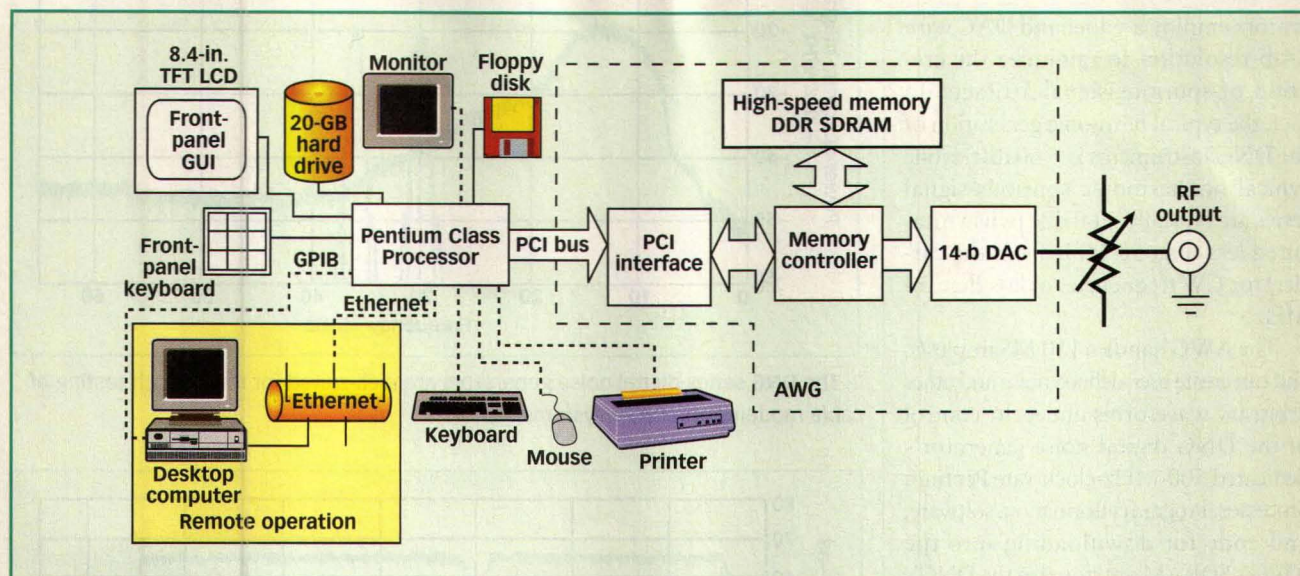 8.4-in.
TFT LCD
Front-
panel
GUI
20-GB
hard
drive
Monitor
Floppy
disk
High-speed memory
DDR SDRAM
Front-
panel
keyboard
GPIB
Pentium Class
Processor
PCI bus
PCI
interface
Memory
controller
14-b DAC
RF
output
Ethernet
Ethernet
Desktop
computer
Remote operation
Keyboard
Mouse
Printer
AWG